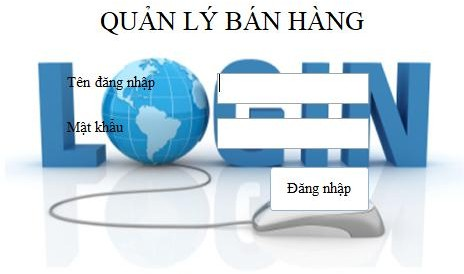 QUẢN LÝ BÁN HÀNG
LOGIN
Tên đăng nhập
Mật khẩu
Đăng nhập